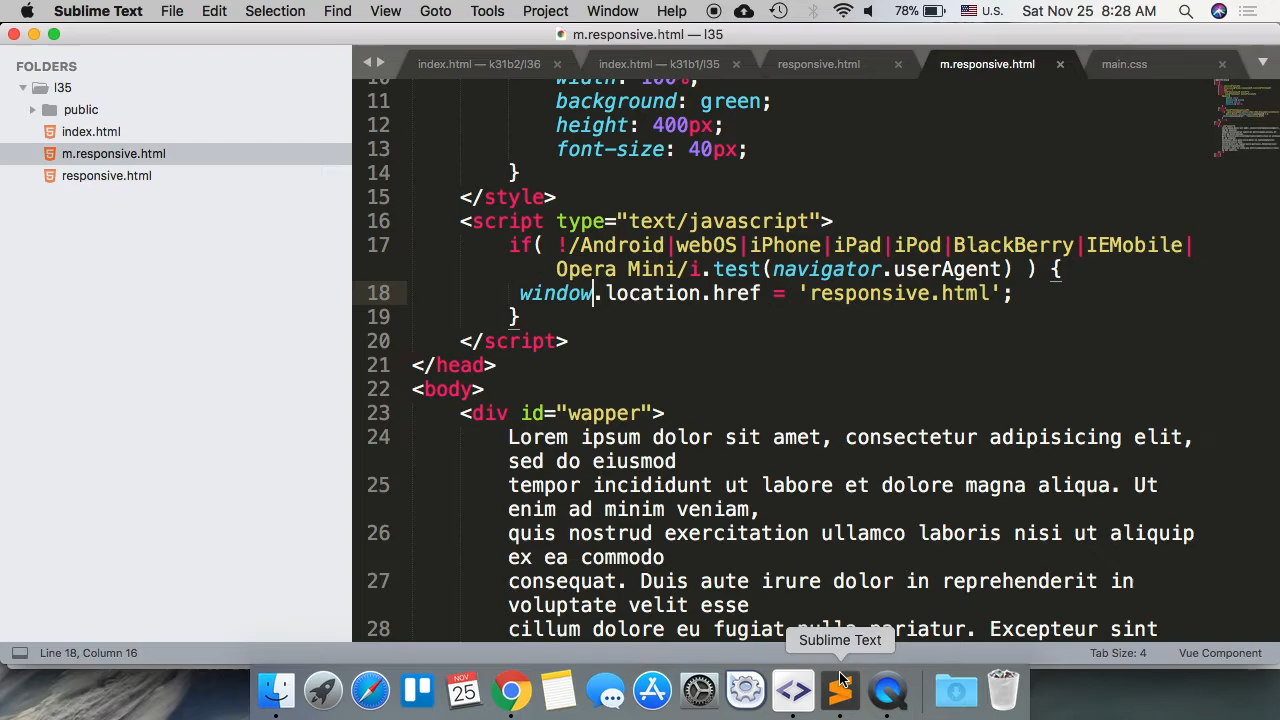 Sublime Text File Edit Selection Find View Goto Tools Project Window Help 78% U.S. Sat Nov 25 8:28 AM
m.responsive.html — l35
FOLDERS
l35
public
index.html
m.responsive.html
responsive.html
index.html — k31b2/l36 index.html — k31b1/l35 responsive.html m.responsive.html main.css
10 width: 100%;
11 background: green;
12 height: 400px;
13 font-size: 40px;
14 }
15 </style>
16 <script type="text/javascript">
17 if( !/Android|webOS|iPhone|iPad|iPod|BlackBerry|IEMobile|
Opera Mini/i.test(navigator.userAgent) ) {
18 window.location.href = 'responsive.html';
19 }
20 </script>
21 </head>
22 <body>
23 <div id="wapper">
24 Lorem ipsum dolor sit amet, consectetur adipisicing elit,
sed do eiusmod
25 tempor incididunt ut labore et dolore magna aliqua. Ut
enim ad minim veniam,
26 quis nostrud exercitation ullamco laboris nisi ut aliquip
ex ea commodo
27 consequat. Duis aute irure dolor in reprehenderit in
voluptate velit esse
28 cillum dolore eu fugiat nulla pariatur. Excepteur sint
Sublime Text
Line 18, Column 16 Tab Size: 4 Vue Component
NOV
25